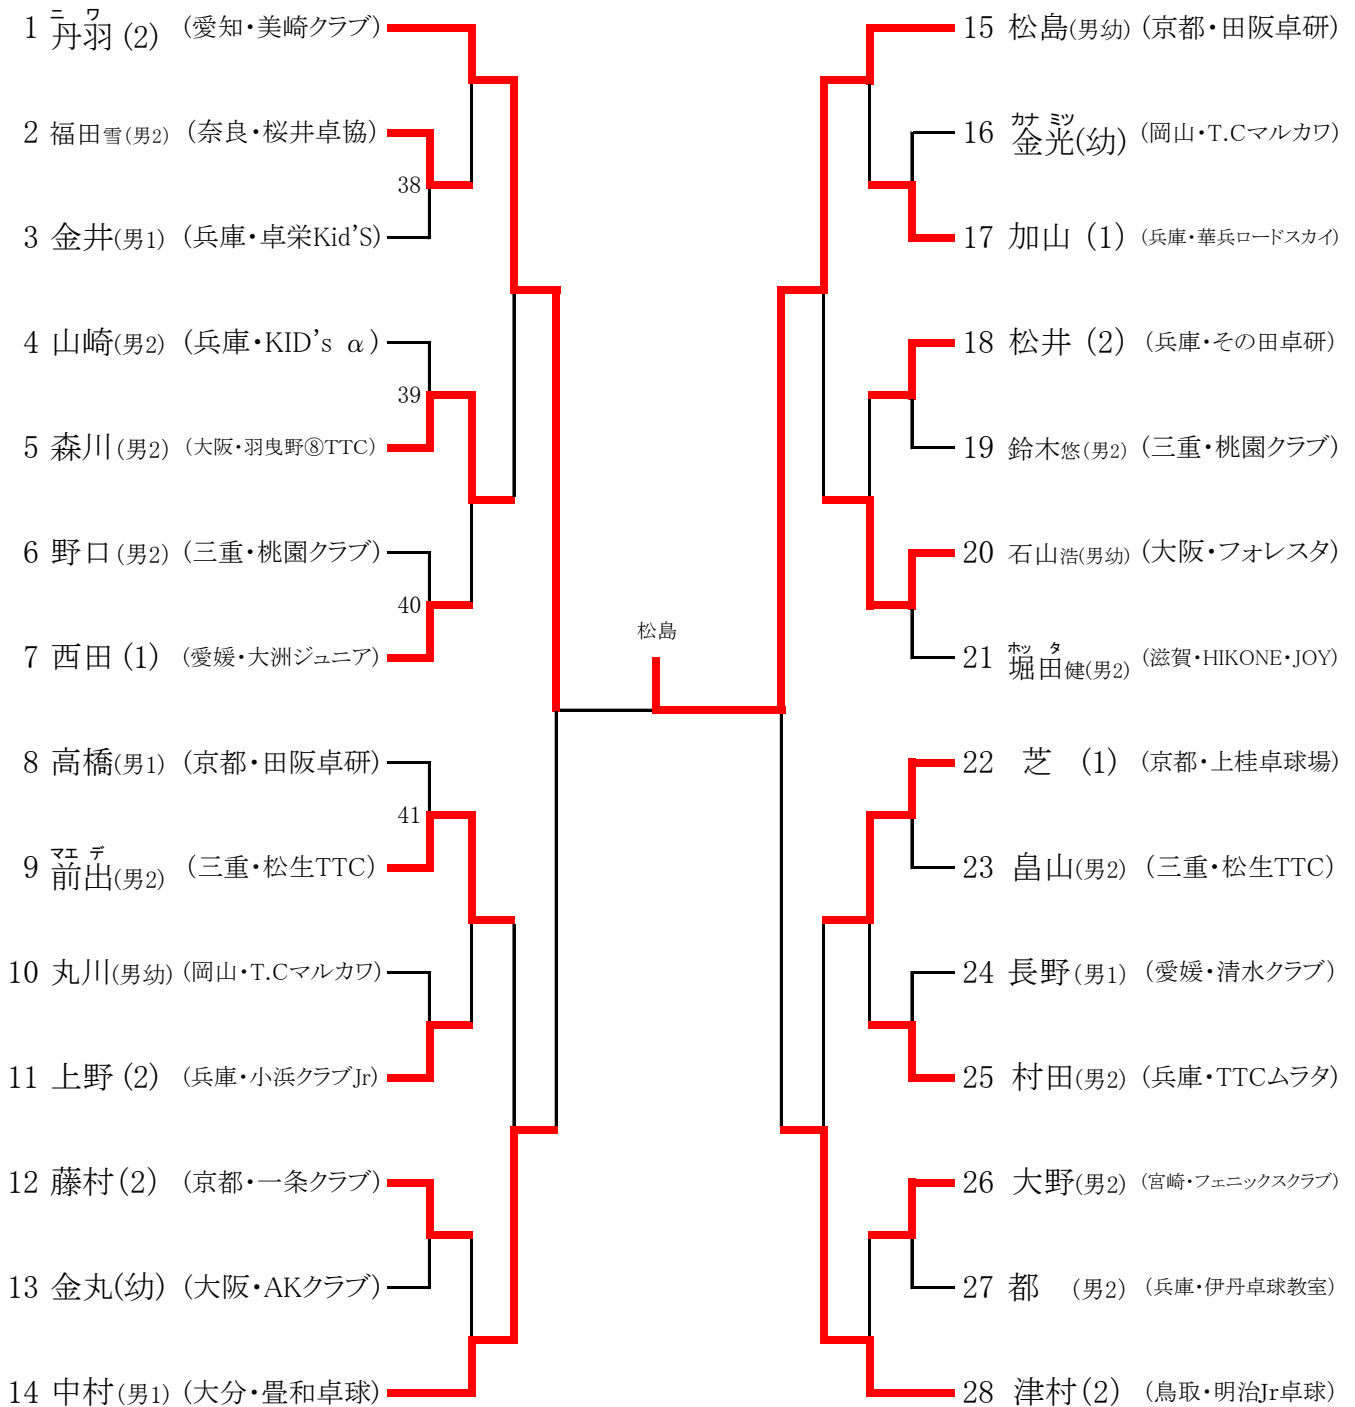 ニ ワ
1 丹羽 (2) (愛知・美崎クラブ)
2 福田雪(男2) (奈良・桜井卓協)
38
3 金井(男1) (兵庫・卓栄Kid'S)
4 山崎(男2) (兵庫・KID's α)
39
5 森川(男2) (大阪・羽曳野⑧TTC)
6 野口(男2) (三重・桃園クラブ)
40
7 西田 (1) (愛媛・大洲ジュニア)
8 高橋(男1) (京都・田阪卓研)
41
マエ デ
9 前出(男2) (三重・松生TTC)
10 丸川(男幼) (岡山・T.Cマルカワ)
11 上野 (2) (兵庫・小浜クラブJr)
12 藤村(2) (京都・一条クラブ)
13 金丸(幼) (大阪・AKクラブ)
14 中村(男1) (大分・畳和卓球)
松島
15 松島(男幼) (京都・田阪卓研)
カナ ミツ
16 金光(幼) (岡山・T.Cマルカワ)
17 加山 (1) (兵庫・華兵ロードスカイ)
18 松井 (2) (兵庫・その田卓研)
19 鈴木悠(男2) (三重・桃園クラブ)
20 石山浩(男幼) (大阪・フォレスタ)
ホッ タ
21 堀田健(男2) (滋賀・HIKONE・JOY)
22 芝 (1) (京都・上桂卓球場)
23 畠山(男2) (三重・松生TTC)
24 長野(男1) (愛媛・清水クラブ)
25 村田(男2) (兵庫・TTCムラタ)
26 大野(男2) (宮崎・フェニックスクラブ)
27 都 (男2) (兵庫・伊丹卓球教室)
28 津村(2) (鳥取・明治Jr卓球)